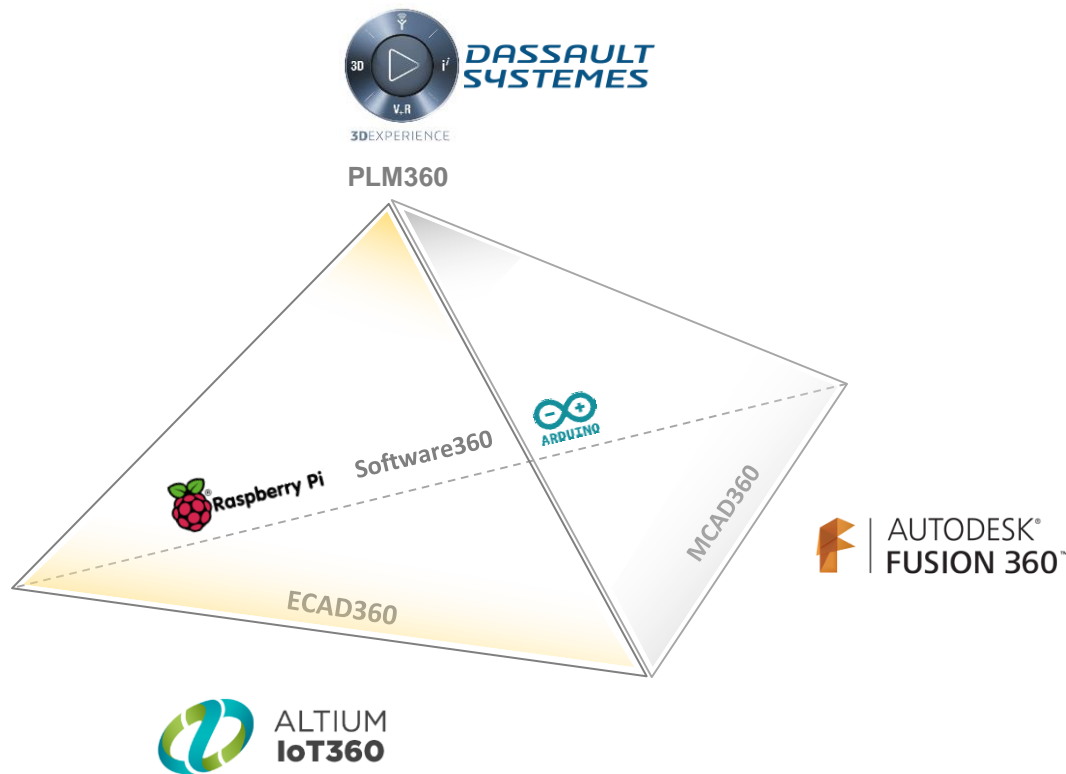 3D
i
V+R
DASSAULT
SYSTEMES
3DEXPERIENCE
PLM360
ARDUINO
Software360
Raspberry Pi
®
MCAD360
AUTODESK®
FUSION 360™
ECAD360
ALTIUM
IoT360